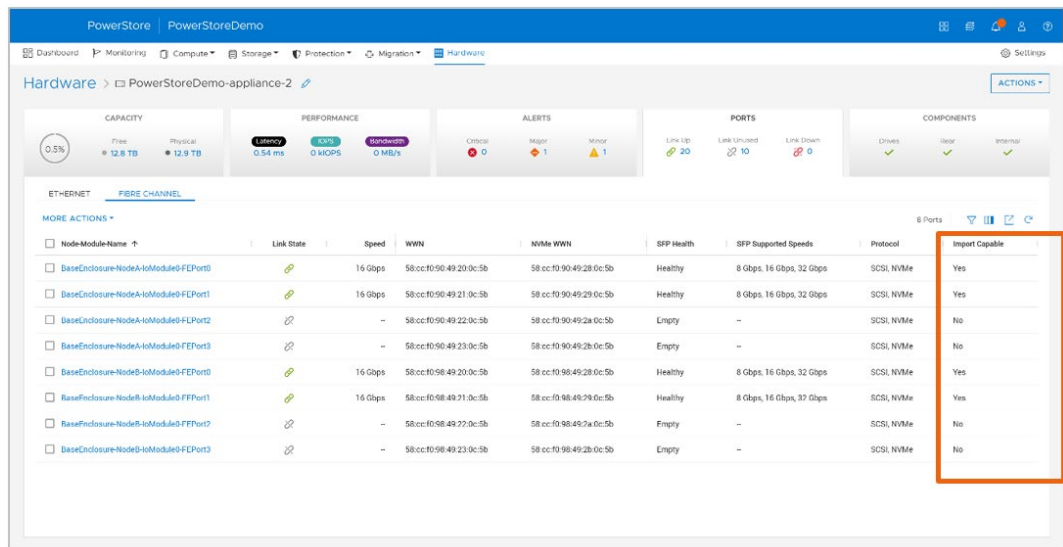 PowerStore PowerStoreDemo
Dashboard Monitoring Compute Storage Protection Migration Hardware Settings
Hardware > PowerStoreDemo-appliance-2 ACTIONS
CAPACITY PERFORMANCE ALERTS PORTS COMPONENTS
Free Physical Latency IOPS Bandwidth Critical Major Minor Link Up Link Unused Link Down Drives Rear Internal
0.5% 12.8 TB 12.9 TB 0.54 ms 0 kIOPS 0 MB/s 0 1 1 20 10 0
ETHERNET FIBRE CHANNEL
MORE ACTIONS 8 Ports
Node-Module-Name ↑ Link State Speed WWN NVMe WWN SFP Health SFP Supported Speeds Protocol Import Capable
BaseEnclosure-NodeA-IoModule0-FEPort0 16 Gbps 58:cc:f0:90:49:20:0c:5b 58:cc:f0:90:49:28:0c:5b Healthy 8 Gbps, 16 Gbps, 32 Gbps SCSI, NVMe Yes
BaseEnclosure-NodeA-IoModule0-FEPort1 16 Gbps 58:cc:f0:90:49:21:0c:5b 58:cc:f0:90:49:29:0c:5b Healthy 8 Gbps, 16 Gbps, 32 Gbps SCSI, NVMe Yes
BaseEnclosure-NodeA-IoModule0-FEPort2 -- 58:cc:f0:90:49:22:0c:5b 58:cc:f0:90:49:2a:0c:5b Empty -- SCSI, NVMe No
BaseEnclosure-NodeA-IoModule0-FEPort3 -- 58:cc:f0:90:49:23:0c:5b 58:cc:f0:90:49:2b:0c:5b Empty -- SCSI, NVMe No
BaseEnclosure-NodeB-IoModule0-FEPort0 16 Gbps 58:cc:f0:98:49:20:0c:5b 58:cc:f0:98:49:28:0c:5b Healthy 8 Gbps, 16 Gbps, 32 Gbps SCSI, NVMe Yes
BaseEnclosure-NodeB-IoModule0-FEPort1 16 Gbps 58:cc:f0:98:49:21:0c:5b 58:cc:f0:98:49:29:0c:5b Healthy 8 Gbps, 16 Gbps, 32 Gbps SCSI, NVMe Yes
BaseEnclosure-NodeB-IoModule0-FEPort2 -- 58:cc:f0:98:49:22:0c:5b 58:cc:f0:98:49:2a:0c:5b Empty -- SCSI, NVMe No
BaseEnclosure-NodeB-IoModule0-FEPort3 -- 58:cc:f0:98:49:23:0c:5b 58:cc:f0:98:49:2b:0c:5b Empty -- SCSI, NVMe No